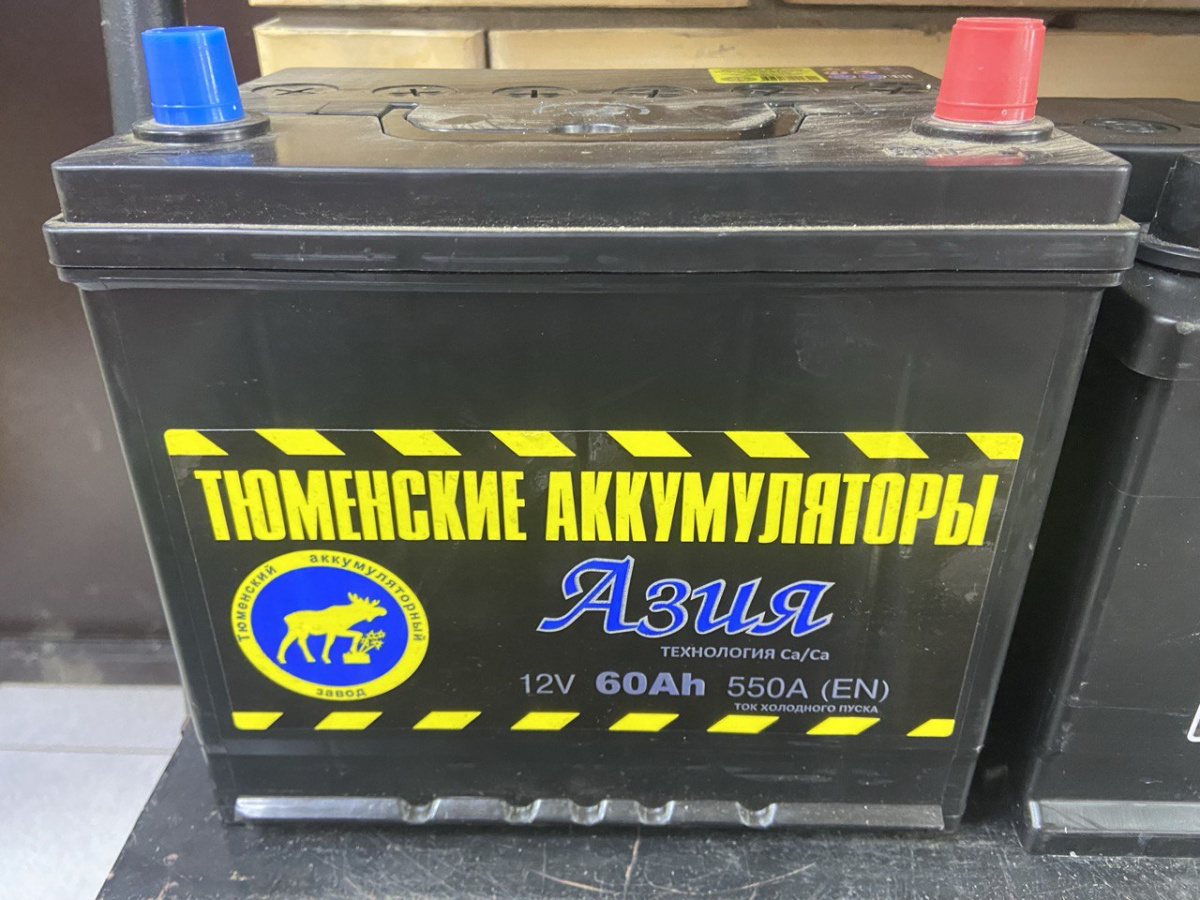 ТЮМЕНСКИЕ АККУМУЛЯТОРЫ
Тюменский аккумуляторный
завод
Азия
ТЕХНОЛОГИЯ Ca/Ca
12V 60Ah 550A (EN)
ТОК ХОЛОДНОГО ПУСКА